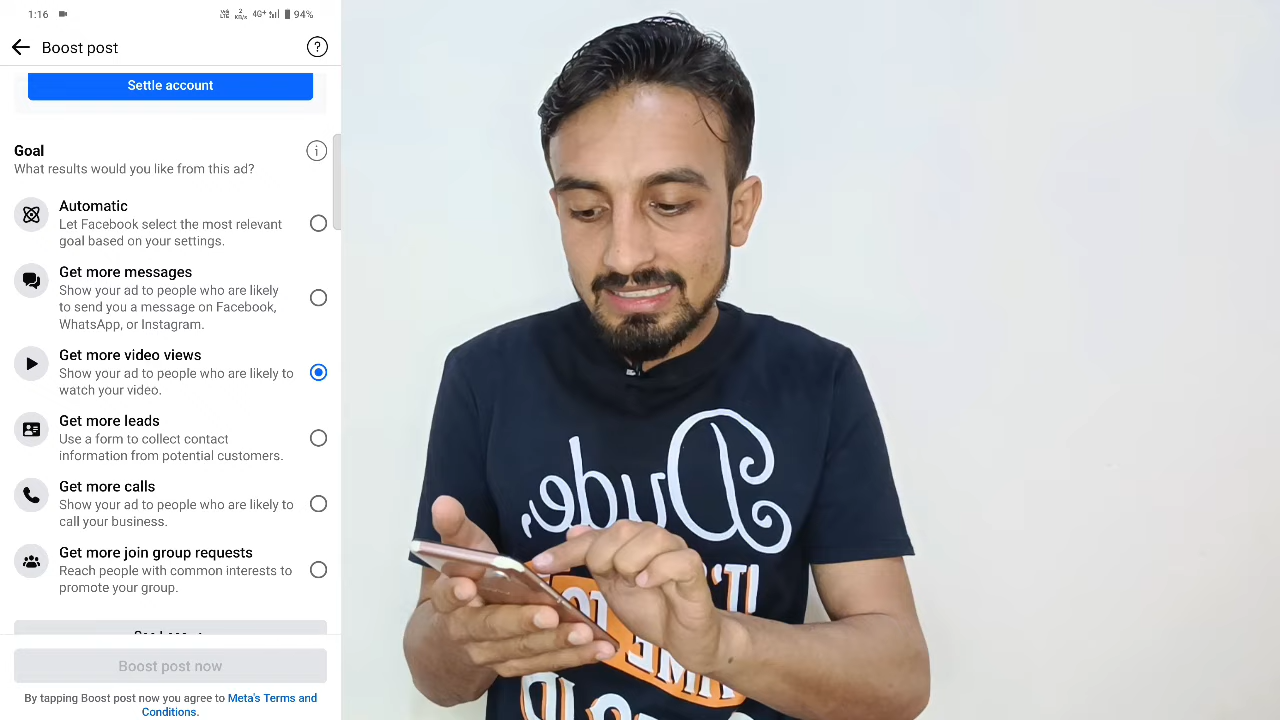 1:16 4G+ 94%
Boost post
Settle account
Goal
What results would you like from this ad?
Automatic
Let Facebook select the most relevant
goal based on your settings.
Get more messages
Show your ad to people who are likely
to send you a message on Facebook,
WhatsApp, or Instagram.
Get more video views
Show your ad to people who are likely to
watch your video.
Get more leads
Use a form to collect contact
information from potential customers.
Get more calls
Show your ad to people who are likely to
call your business.
Get more join group requests
Reach people with common interests to
promote your group.
Boost post now
By tapping Boost post now you agree to Meta's Terms and
Conditions.
Dude,
IT'S
TIME